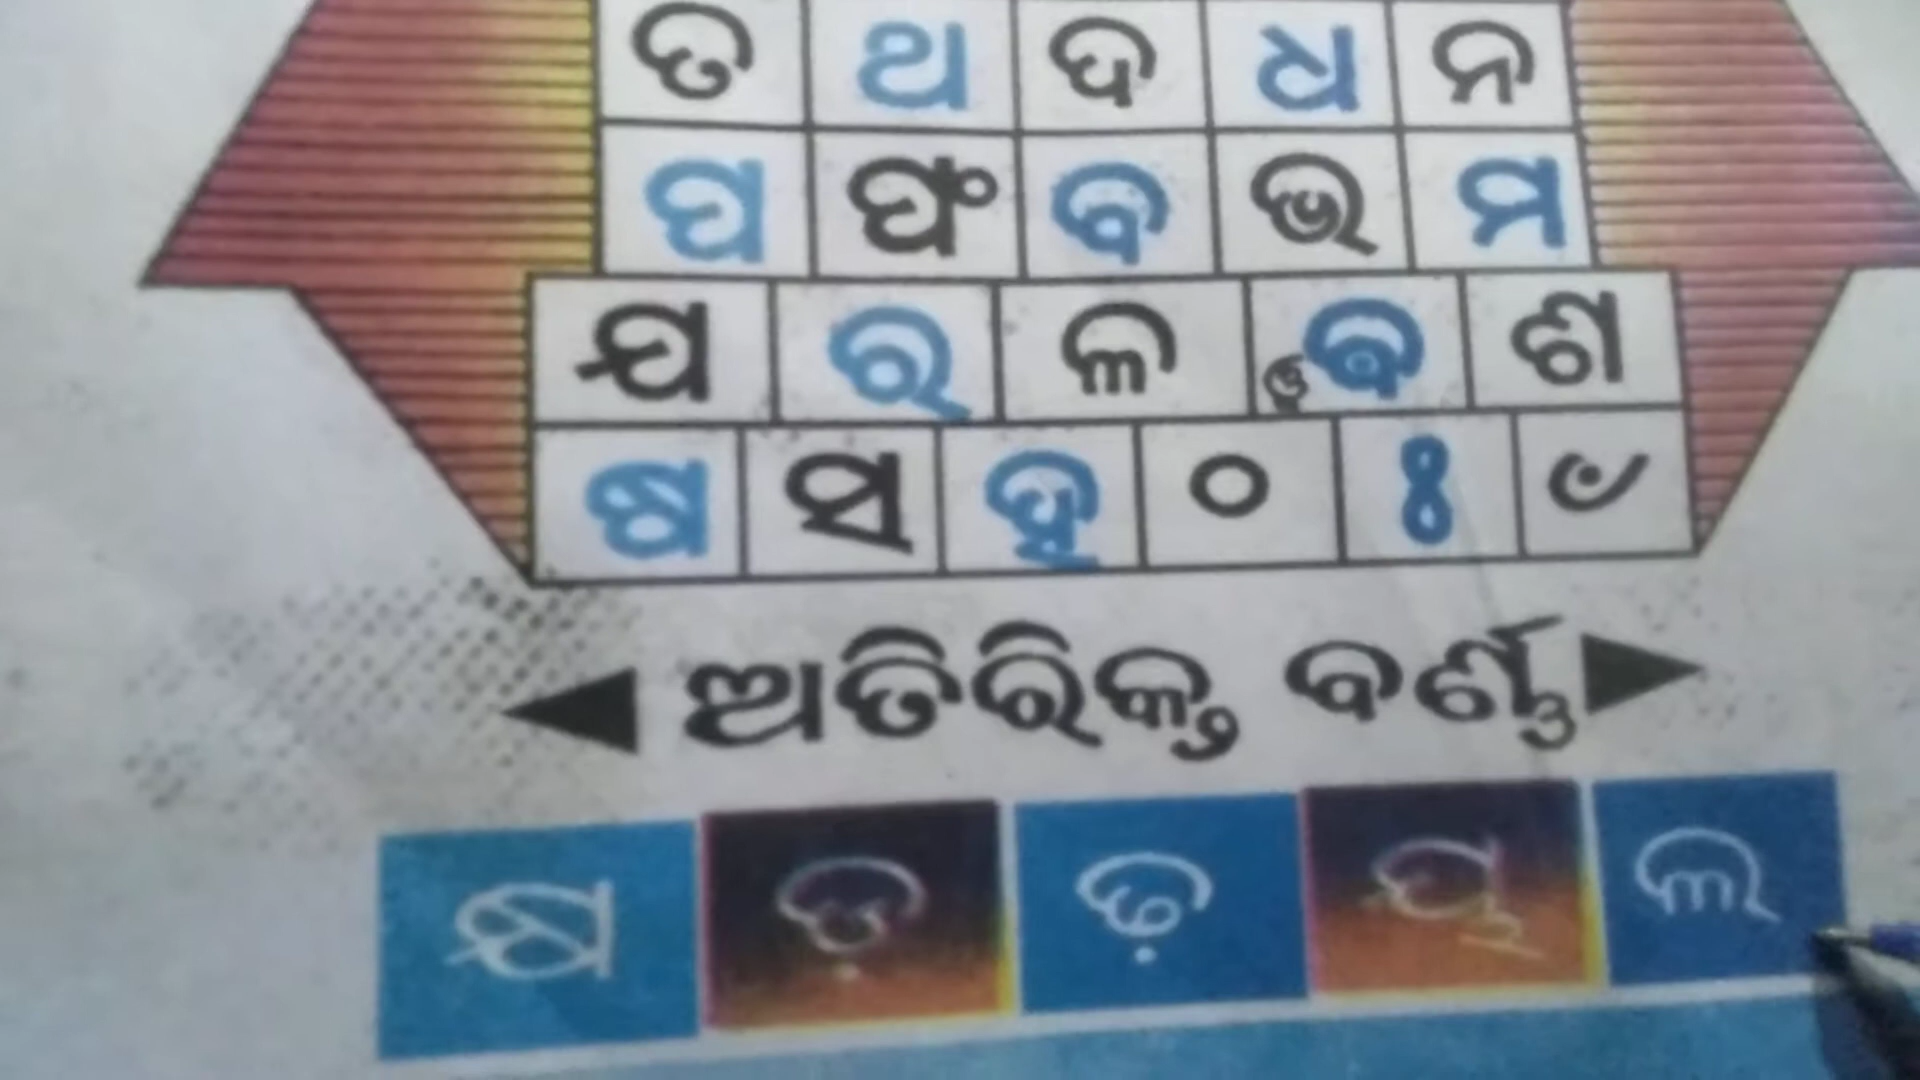 ତ ଥ ଦ ଧ ନ
ପ ଫ ବ ଭ ମ
ଯ ର ଳ ୱ ବ ଶ
ଷ ସ ହ ଂ ଃ ଁ
ଅତିରିକ୍ତ ବର୍ଣ୍ଣ
କ୍ଷ ଡ଼ ଢ଼ ୟ ଲ